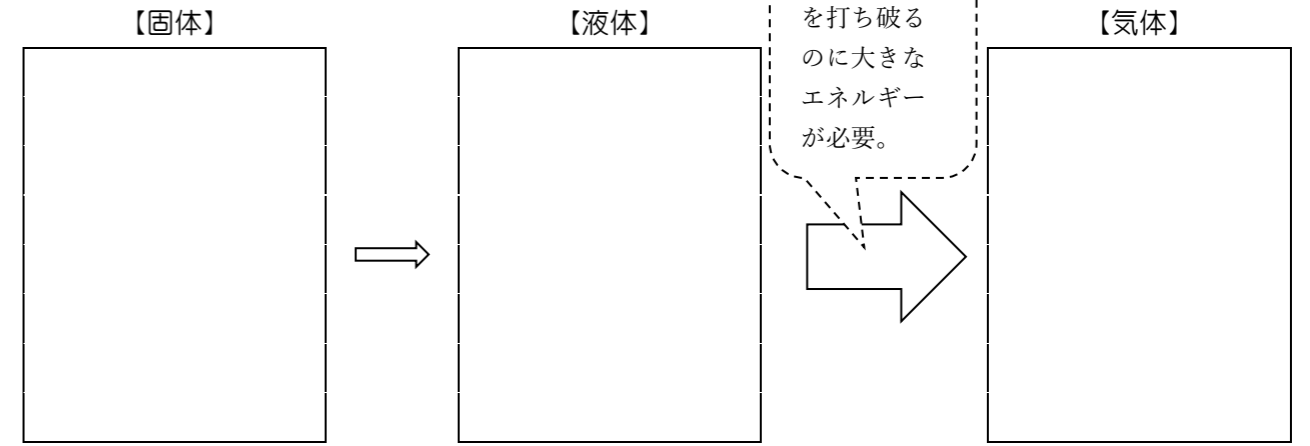 【固体】
【液体】
を打ち破る
のに大きな
エネルギー
が必要。
【気体】